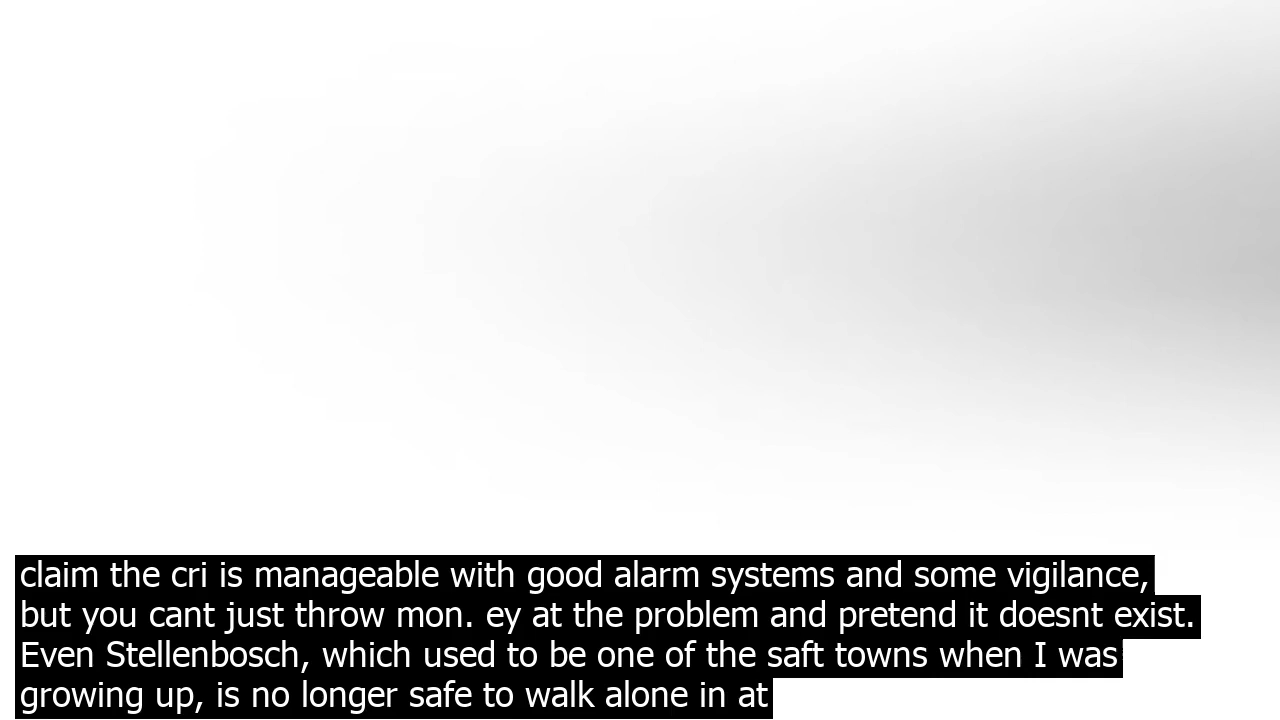 claim the cri is manageable with good alarm systems and some vigilance,
but you cant just throw mon. ey at the problem and pretend it doesnt exist.
Even Stellenbosch, which used to be one of the saft towns when I was
growing up, is no longer safe to walk alone in at